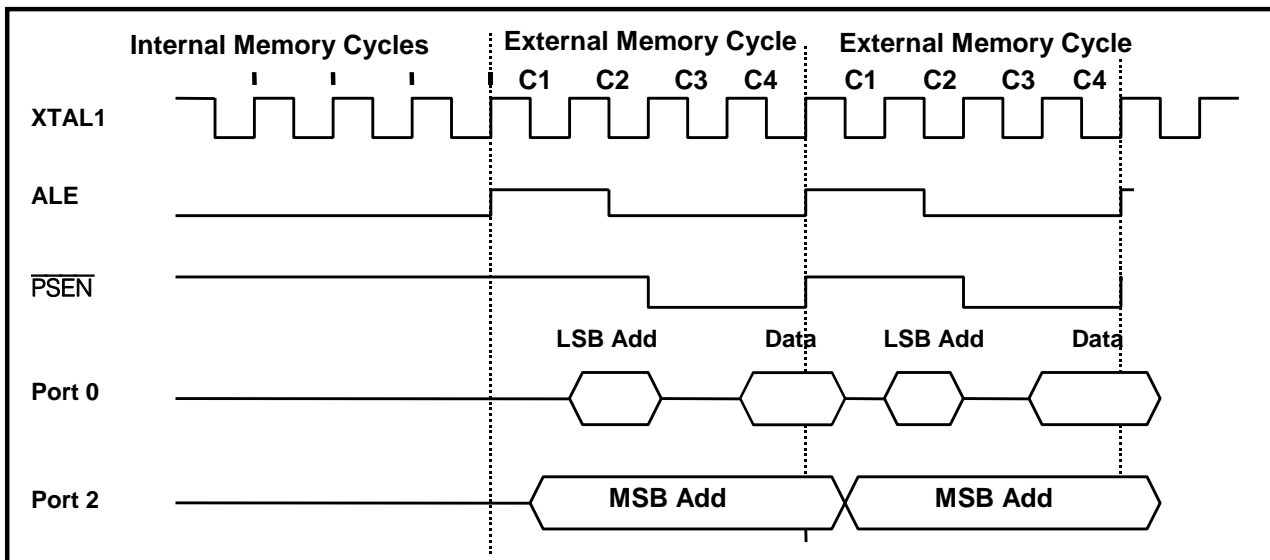 Internal Memory Cycles
External Memory Cycle
External Memory Cycle
C1 C2 C3 C4 C1 C2 C3 C4
XTAL1
ALE
PSEN
LSB Add Data LSB Add Data
Port 0
Port 2
MSB Add MSB Add